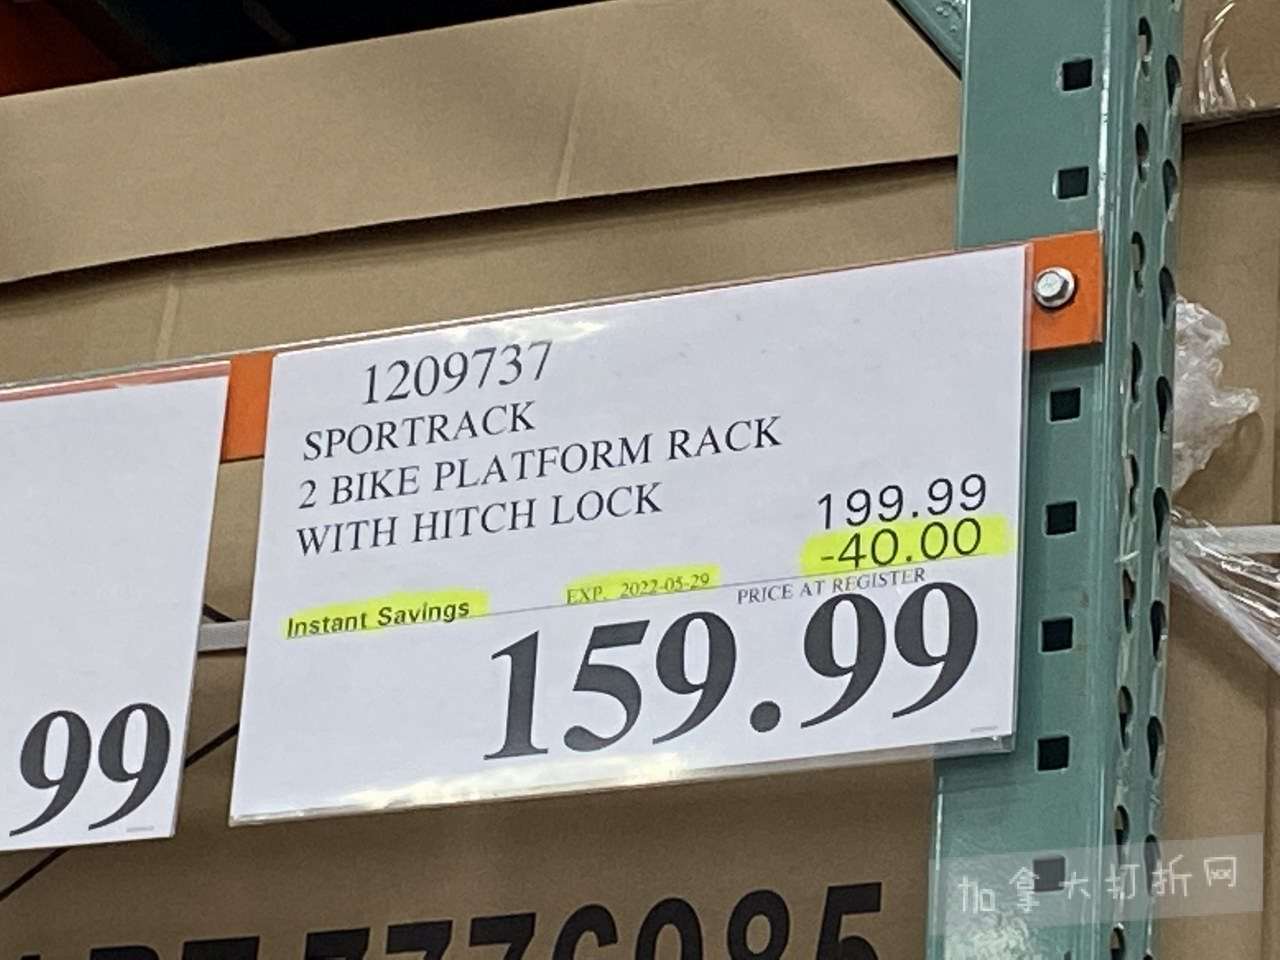 1209737
SPORTRACK
2 BIKE PLATFORM RACK
WITH HITCH LOCK
199.99
-40.00
Instant Savings
EXP. 2022-05-29
PRICE AT REGISTER
159.99
99
加拿大打折网